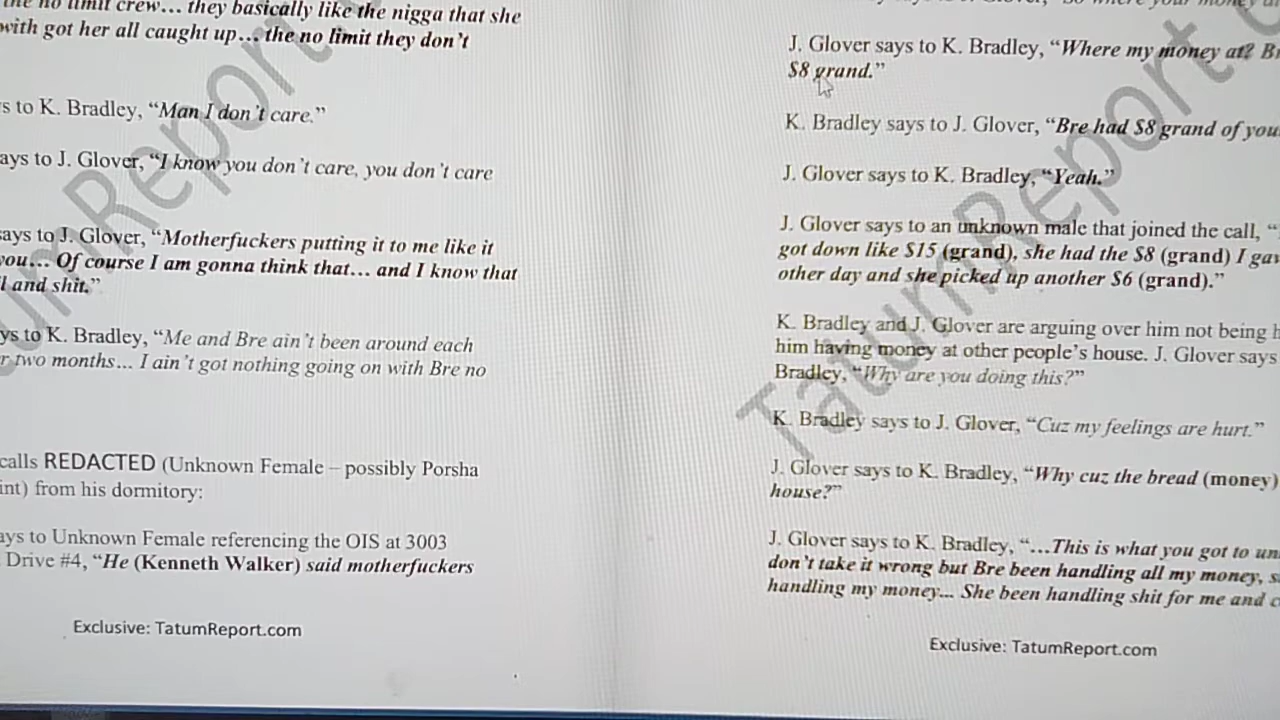 the no limit crew… they basically like the nigga that she
with got her all caught up… the no limit they don't
s to K. Bradley, "Man I don't care."
ays to J. Glover, "I know you don't care, you don't care
says to J. Glover, "Motherfuckers putting it to me like it
you… Of course I am gonna think that… and I know that
l and shit."
ys to K. Bradley, "Me and Bre ain't been around each
r two months… I ain't got nothing going on with Bre no
calls REDACTED (Unknown Female – possibly Porsha
int) from his dormitory:
ays to Unknown Female referencing the OIS at 3003
Drive #4, "He (Kenneth Walker) said motherfuckers
Exclusive: TatumReport.com
J. Glover says to K. Bradley, "Where my money at? B
$8 grand."
K. Bradley says to J. Glover, "Bre had $8 grand of you
J. Glover says to K. Bradley, "Yeah."
J. Glover says to an unknown male that joined the call, "
got down like $15 (grand), she had the $8 (grand) I ga
other day and she picked up another $6 (grand)."
K. Bradley and J. Glover are arguing over him not being h
him having money at other people's house. J. Glover says
Bradley, "Why are you doing this?"
K. Bradley says to J. Glover, "Cuz my feelings are hurt."
J. Glover says to K. Bradley, "Why cuz the bread (money)
house?"
J. Glover says to K. Bradley, "…This is what you got to un
don't take it wrong but Bre been handling all my money, s
handling my money... She been handling shit for me and c
Exclusive: TatumReport.com
TatumReport
TatumReport.c